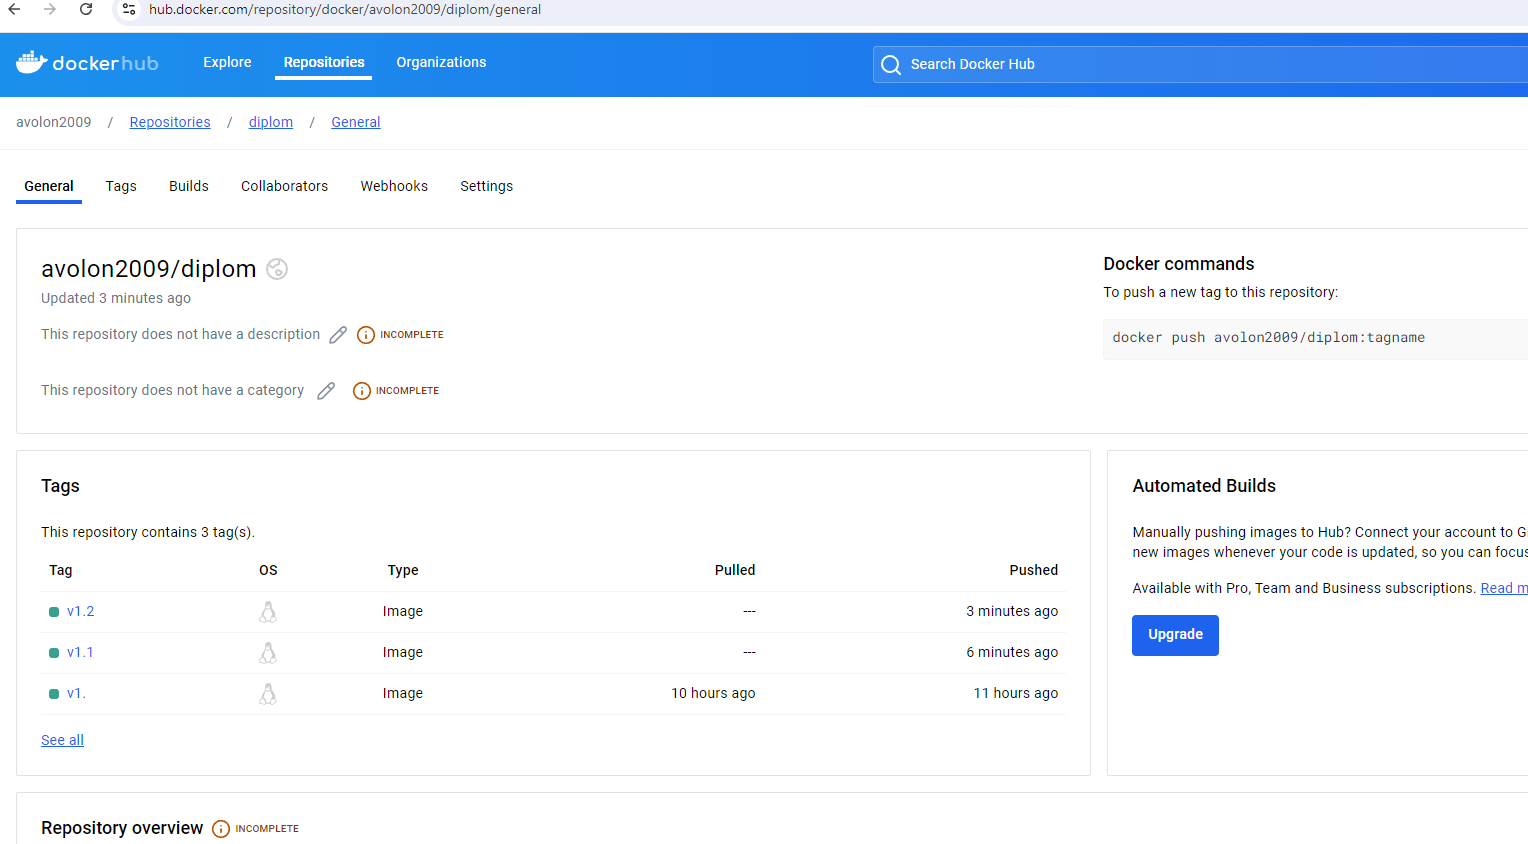 hub.docker.com/repository/docker/avolon2009/diplom/general
dockerhub Explore Repositories Organizations Search Docker Hub
avolon2009 / Repositories / diplom / General
General Tags Builds Collaborators Webhooks Settings
avolon2009/diplom
Updated 3 minutes ago
This repository does not have a description INCOMPLETE
This repository does not have a category INCOMPLETE
Docker commands
To push a new tag to this repository:
docker push avolon2009/diplom:tagname
Tags
This repository contains 3 tag(s).
Tag OS Type Pulled Pushed
v1.2 Image --- 3 minutes ago
v1.1 Image --- 6 minutes ago
v1. Image 10 hours ago 11 hours ago
See all
Automated Builds
Manually pushing images to Hub? Connect your account to G
new images whenever your code is updated, so you can focus
Available with Pro, Team and Business subscriptions. Read m
Upgrade
Repository overview INCOMPLETE